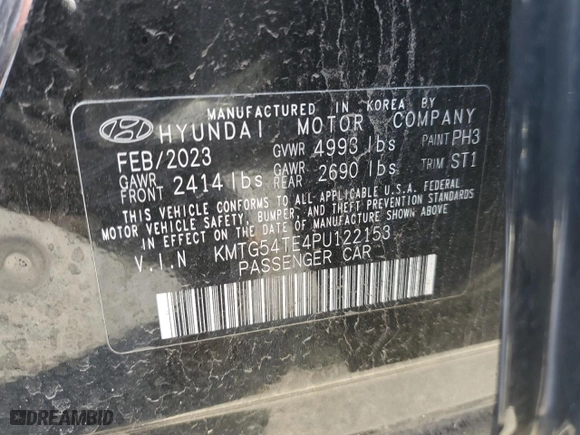 MANUFACTURED IN KOREA BY
HYUNDAI MOTOR COMPANY
FEB/2023 GVWR 4993 lbs PAINT PH3
GAWR FRONT 2414 lbs GAWR REAR 2690 lbs TRIM ST1
THIS VEHICLE CONFORMS TO ALL APPLICABLE U.S.A. FEDERAL
MOTOR VEHICLE SAFETY, BUMPER, AND THEFT PREVENTION STANDARDS
IN EFFECT ON THE DATE OF MANUFACTURE SHOWN ABOVE.
V.I.N KMTG54TE4PU122153
PASSENGER CAR
DREAMBID